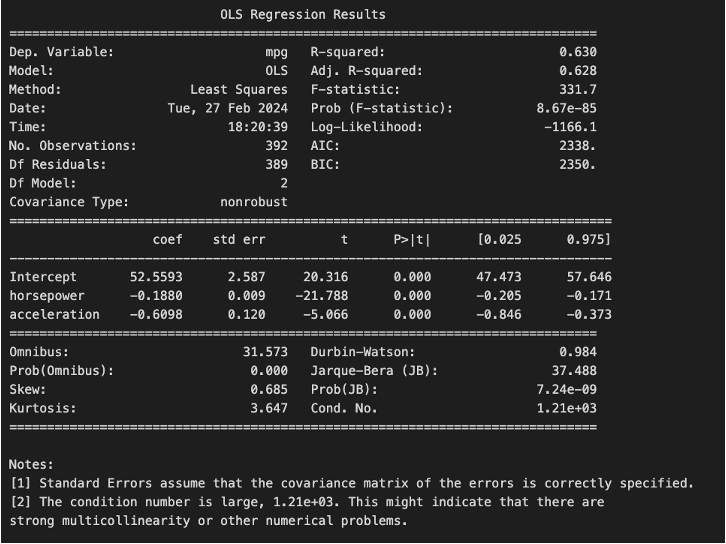 OLS Regression Results
==============================================================================
Dep. Variable:                    mpg   R-squared:                       0.630
Model:                            OLS   Adj. R-squared:                  0.628
Method:                 Least Squares   F-statistic:                     331.7
Date:                Tue, 27 Feb 2024   Prob (F-statistic):           8.67e-85
Time:                        18:20:39   Log-Likelihood:                -1166.1
No. Observations:                 392   AIC:                             2338.
Df Residuals:                     389   BIC:                             2350.
Df Model:                           2
Covariance Type:            nonrobust
================================================================================
                   coef    std err          t      P>|t|      [0.025      0.975]
--------------------------------------------------------------------------------
Intercept       52.5593      2.587     20.316      0.000      47.473      57.646
horsepower      -0.1880      0.009    -21.788      0.000      -0.205      -0.171
acceleration    -0.6098      0.120     -5.066      0.000      -0.846      -0.373
==============================================================================
Omnibus:                       31.573   Durbin-Watson:                   0.984
Prob(Omnibus):                  0.000   Jarque-Bera (JB):               37.488
Skew:                           0.685   Prob(JB):                     7.24e-09
Kurtosis:                       3.647   Cond. No.                     1.21e+03
==============================================================================
Notes:
[1] Standard Errors assume that the covariance matrix of the errors is correctly specified.
[2] The condition number is large, 1.21e+03. This might indicate that there are
strong multicollinearity or other numerical problems.